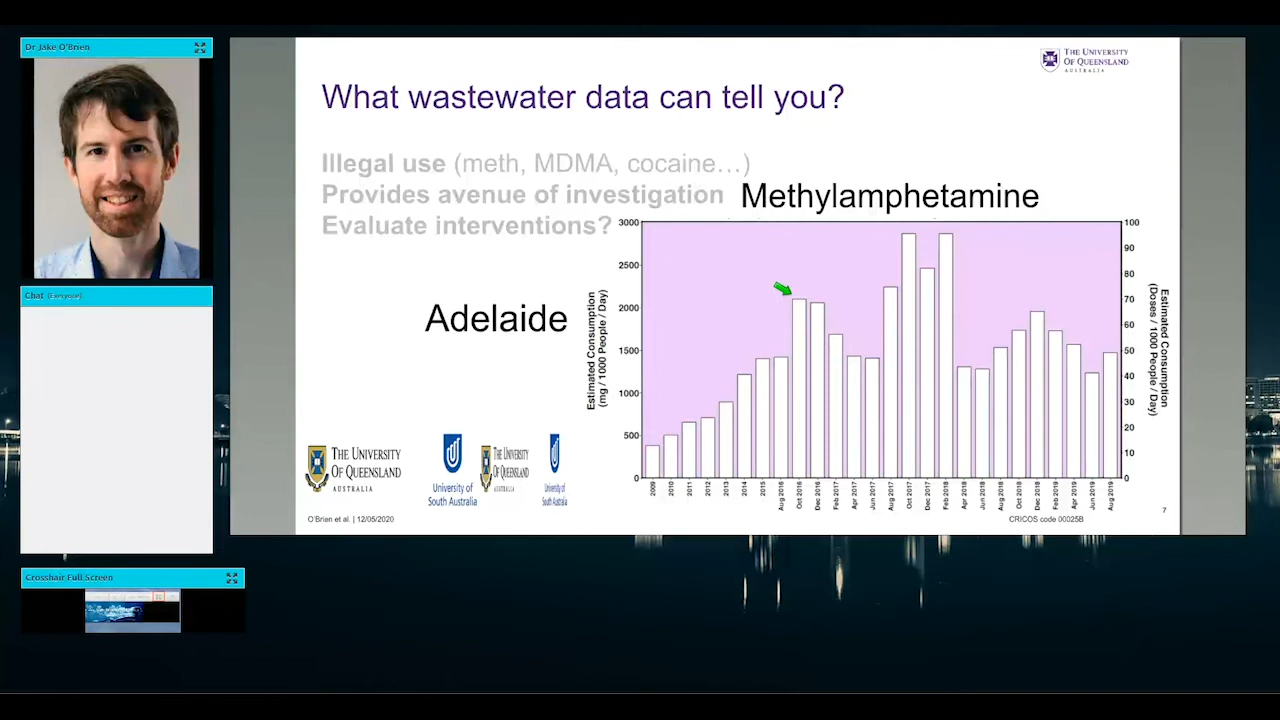 Dr Jake O'Brien
Chat (Everyone)
Crosshair Full Screen
THE UNIVERSITY
OF QUEENSLAND
AUSTRALIA
What wastewater data can tell you?
Illegal use (meth, MDMA, cocaine…)
Provides avenue of investigation
Evaluate interventions?
Methylamphetamine
Adelaide
Estimated Consumption
(mg / 1000 People / Day)
3000
2500
2000
1500
1000
500
0
100
90
80
70
60
50
40
30
20
10
0
Estimated Consumption
(Doses / 1000 People / Day)
2009
2010
2011
2012
2013
2014
2015
Aug 2016
Oct 2016
Dec 2016
Feb 2017
Apr 2017
Jun 2017
Aug 2017
Oct 2017
Dec 2017
Feb 2018
Apr 2018
Jun 2018
Aug 2018
Oct 2018
Dec 2018
Feb 2019
Apr 2019
Jun 2019
Aug 2019
THE UNIVERSITY
OF QUEENSLAND
AUSTRALIA
University of
South Australia
THE UNIVERSITY
OF QUEENSLAND
AUSTRALIA
University of
South Australia
O'Brien et al. | 12/05/2020
CRICOS code 00025B
7